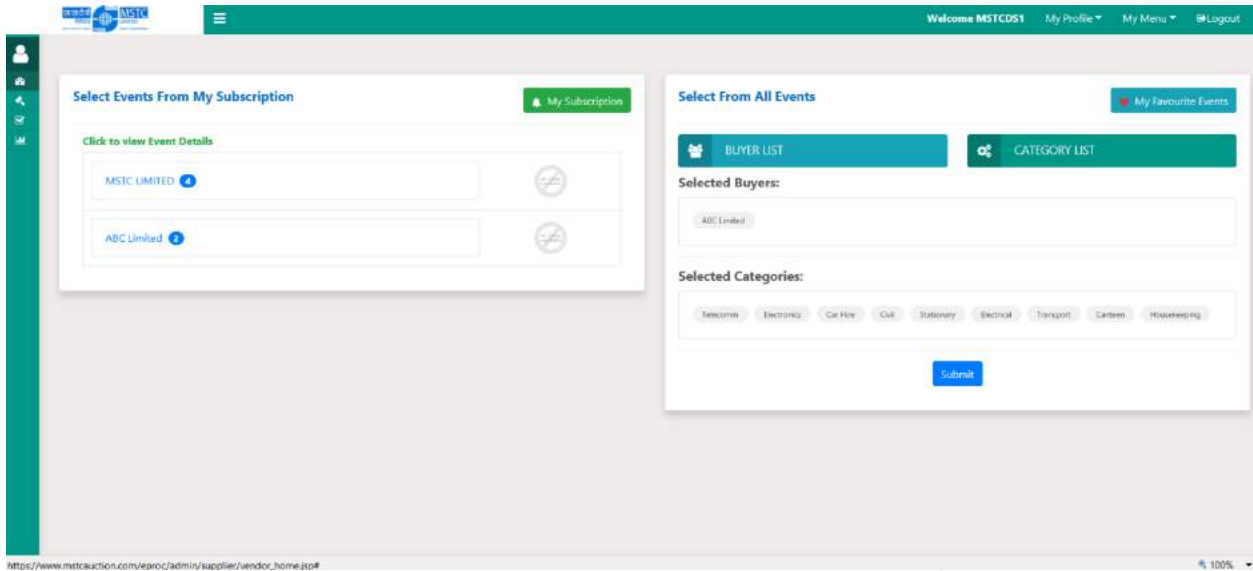 MSTC
Welcome MSTCDS1 My Profile My Menu Logout
Select Events From My Subscription
My Subscription
Click to view Event Details
MSTC LIMITED 4
ABC Limited 2
Select From All Events
My Favourite Events
BUYER LIST
CATEGORY LIST
Selected Buyers:
ABC Limited
Selected Categories:
Telecomm Electronics Car Hire Civil Stationary Electrical Transport Canteen Housekeeping
Submit
https://www.mstcauction.com/eproc/admin/supplier/vendor_home.jsp#
100%